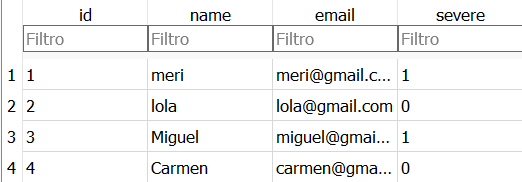 id name email severe
Filtro Filtro Filtro Filtro
1 1 meri meri@gmail.c... 1
2 2 lola lola@gmail.com 0
3 3 Miguel miguel@gmai... 1
4 4 Carmen carmen@gma... 0